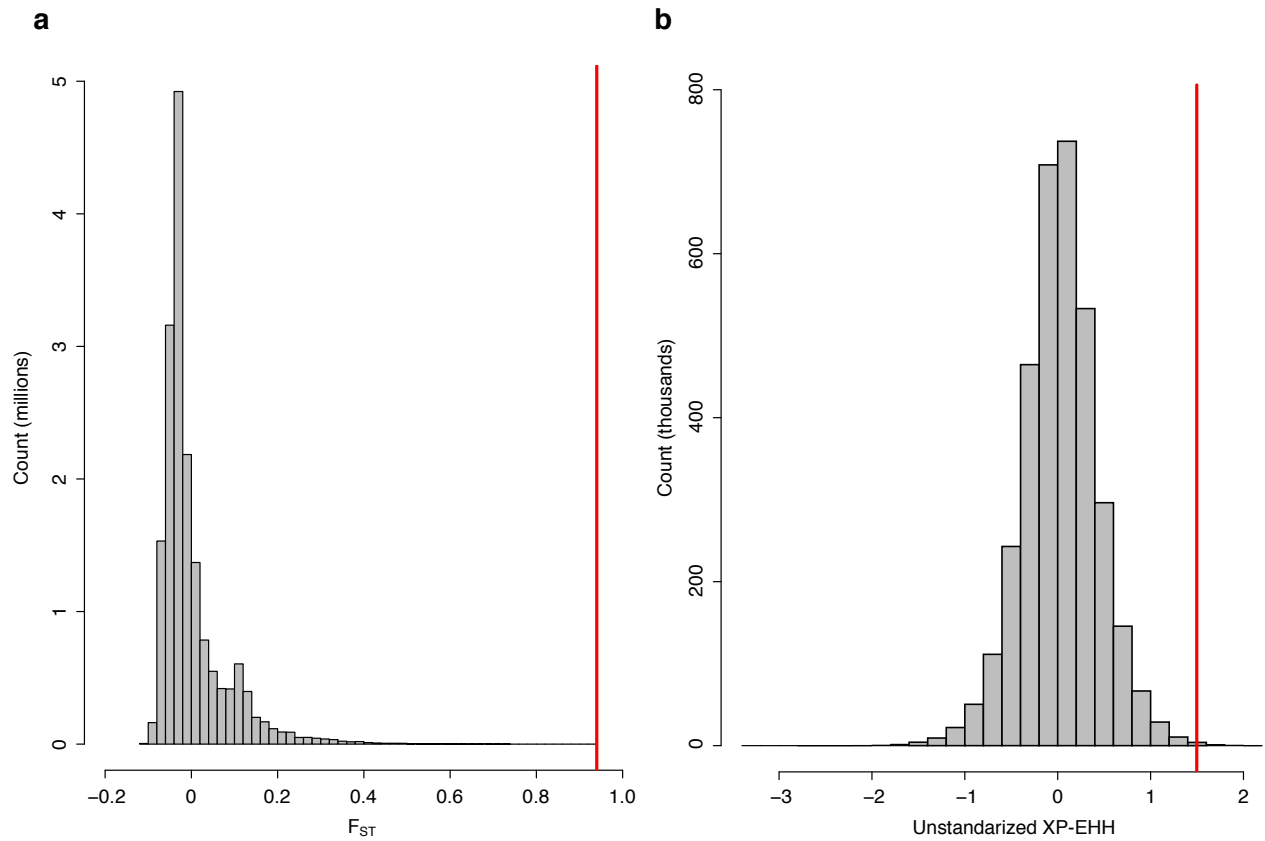 a
5
4
3
2
1
0
Count (millions)
−0.2 0 0.2 0.4 0.6 0.8 1.0
FST
b
800
600
400
200
0
Count (thousands)
−3 −2 −1 0 1 2
Unstandarized XP-EHH